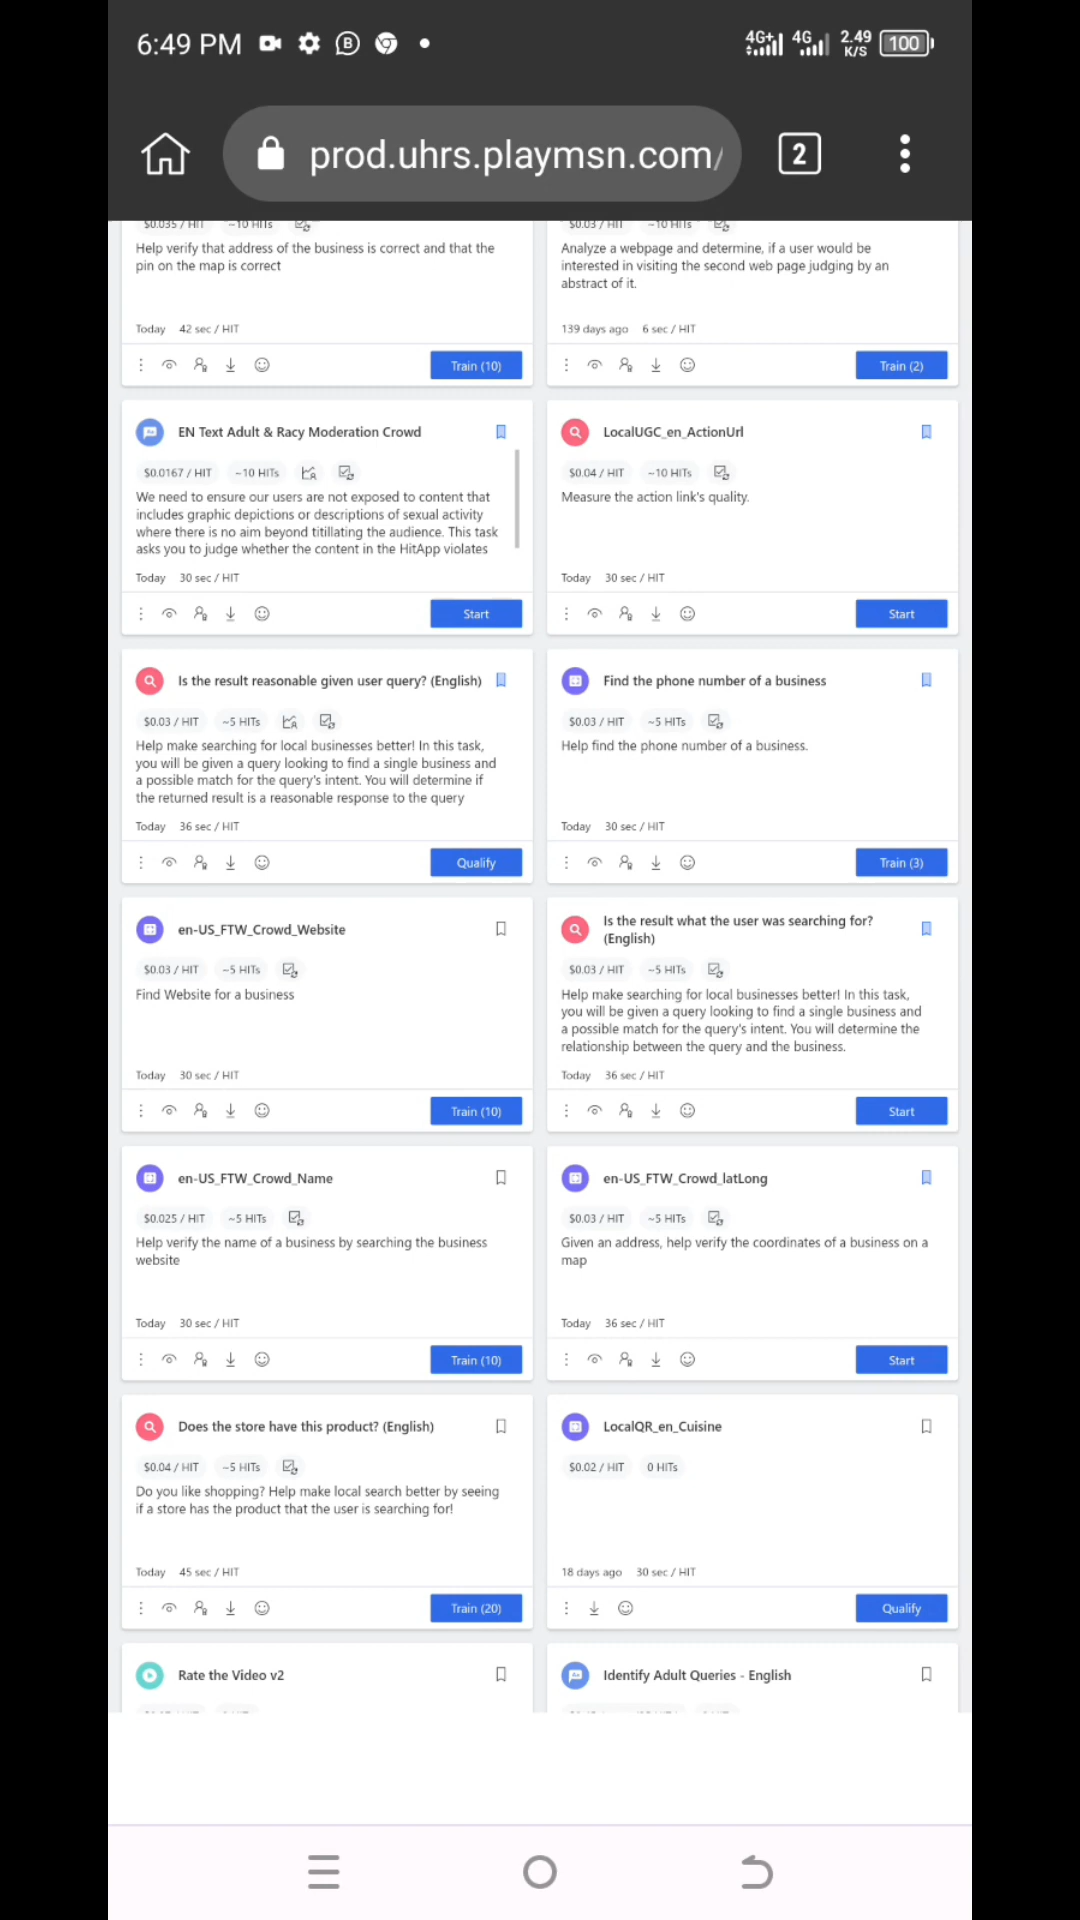 6:49 PM
4G+ 4G 2.49 K/S 100
prod.uhrs.playmsn.com/
2
$0.035 / HIT ~10 HITs
Help verify that address of the business is correct and that the
pin on the map is correct
Today 42 sec / HIT
Train (10)
$0.03 / HIT ~10 HITs
Analyze a webpage and determine, if a user would be
interested in visiting the second web page judging by an
abstract of it.
139 days ago 6 sec / HIT
Train (2)
EN Text Adult & Racy Moderation Crowd
$0.0167 / HIT ~10 HITs
We need to ensure our users are not exposed to content that
includes graphic depictions or descriptions of sexual activity
where there is no aim beyond titillating the audience. This task
asks you to judge whether the content in the HitApp violates
Today 30 sec / HIT
Start
LocalUGC_en_ActionUrl
$0.04 / HIT ~10 HITs
Measure the action link's quality.
Today 30 sec / HIT
Start
Is the result reasonable given user query? (English)
$0.03 / HIT ~5 HITs
Help make searching for local businesses better! In this task,
you will be given a query looking to find a single business and
a possible match for the query's intent. You will determine if
the returned result is a reasonable response to the query
Today 36 sec / HIT
Qualify
Find the phone number of a business
$0.03 / HIT ~5 HITs
Help find the phone number of a business.
Today 30 sec / HIT
Train (3)
en-US_FTW_Crowd_Website
$0.03 / HIT ~5 HITs
Find Website for a business
Today 30 sec / HIT
Train (10)
Is the result what the user was searching for?
(English)
$0.03 / HIT ~5 HITs
Help make searching for local businesses better! In this task,
you will be given a query looking to find a single business and
a possible match for the query's intent. You will determine the
relationship between the query and the business.
Today 36 sec / HIT
Start
en-US_FTW_Crowd_Name
$0.025 / HIT ~5 HITs
Help verify the name of a business by searching the business
website
Today 30 sec / HIT
Train (10)
en-US_FTW_Crowd_latLong
$0.03 / HIT ~5 HITs
Given an address, help verify the coordinates of a business on a
map
Today 36 sec / HIT
Start
Does the store have this product? (English)
$0.04 / HIT ~5 HITs
Do you like shopping? Help make local search better by seeing
if a store has the product that the user is searching for!
Today 45 sec / HIT
Train (20)
LocalQR_en_Cuisine
$0.02 / HIT 0 HITs
18 days ago 30 sec / HIT
Qualify
Rate the Video v2
Identify Adult Queries - English